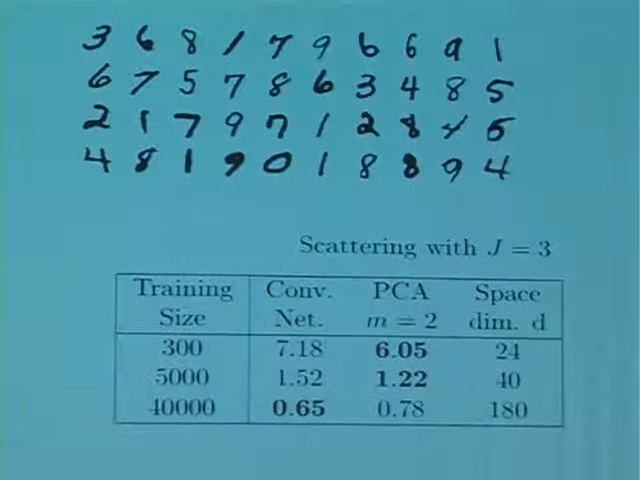 3 6 8 1 7 9 6 6 9 1
6 7 5 7 8 6 3 4 8 5
2 1 7 9 7 1 2 8 4 5
4 8 1 9 0 1 8 8 9 4
Scattering with J = 3
Training Conv. PCA Space
Size Net. m = 2 dim. d
300 7.18 6.05 24
5000 1.52 1.22 40
40000 0.65 0.78 180